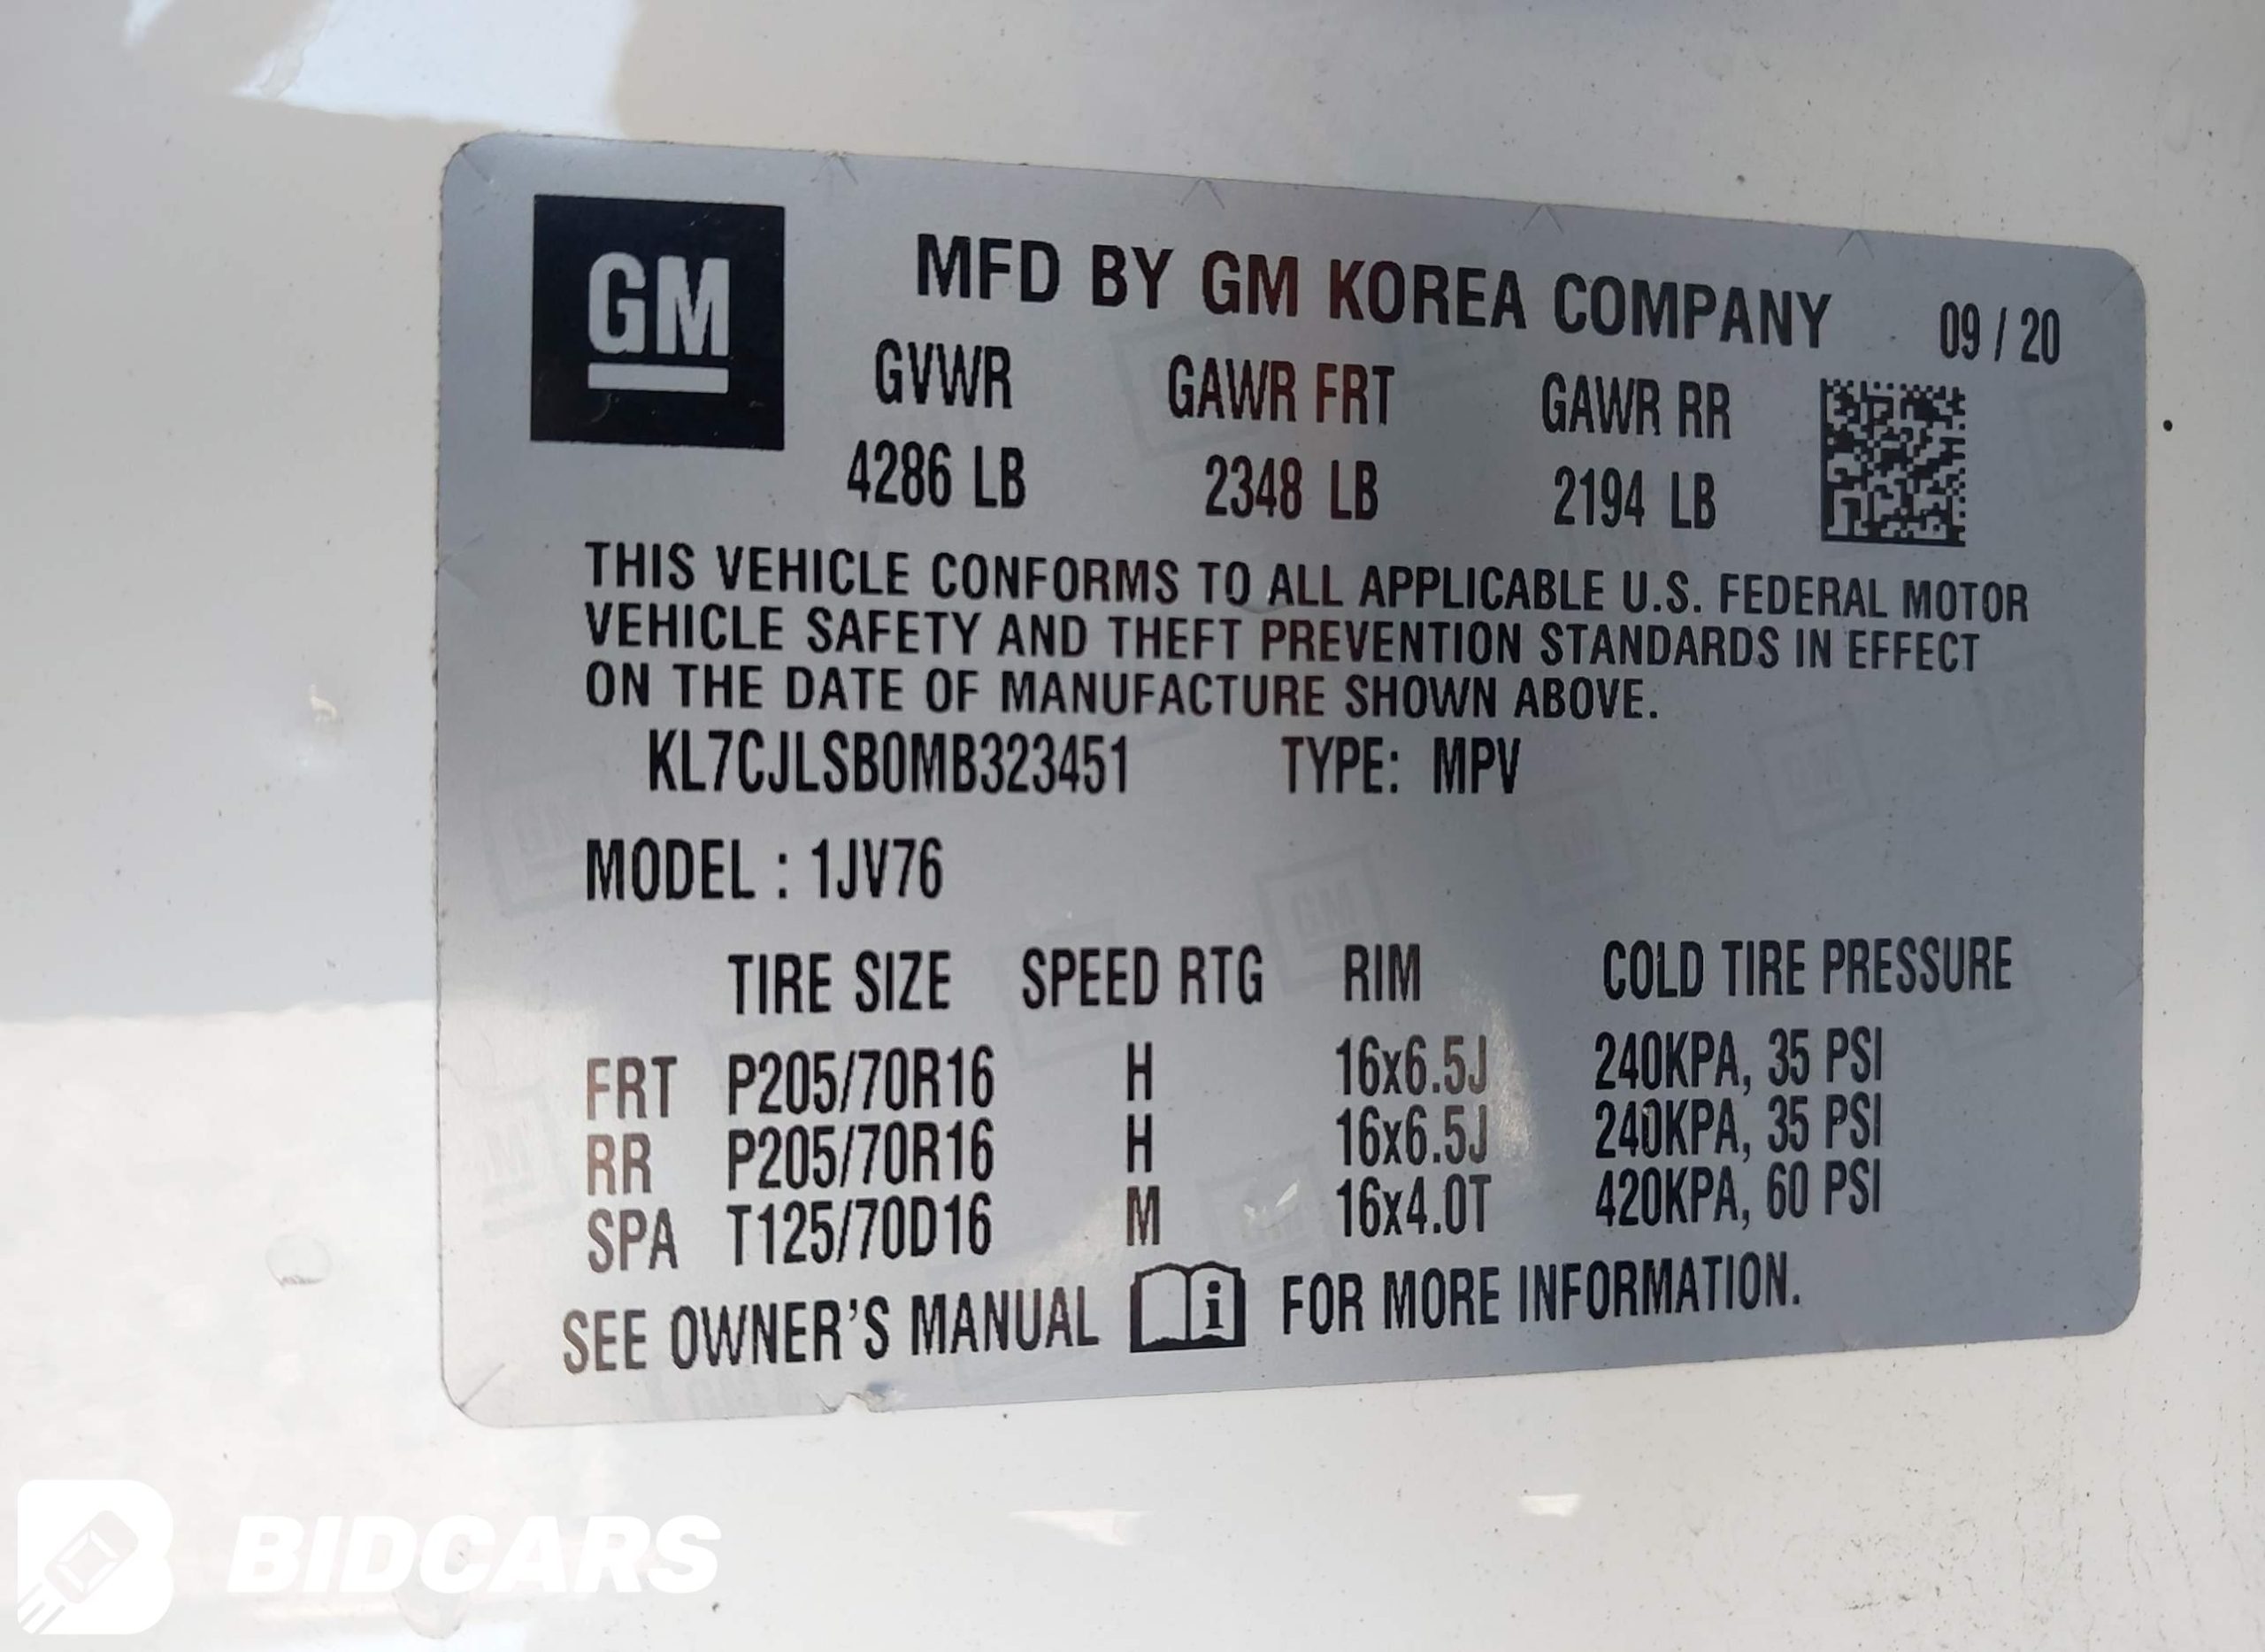 GM
MFD BY GM KOREA COMPANY 09 / 20
GVWR GAWR FRT GAWR RR
4286 LB 2348 LB 2194 LB
THIS VEHICLE CONFORMS TO ALL APPLICABLE U.S. FEDERAL MOTOR
VEHICLE SAFETY AND THEFT PREVENTION STANDARDS IN EFFECT
ON THE DATE OF MANUFACTURE SHOWN ABOVE.
KL7CJLSB0MB323451 TYPE: MPV
MODEL : 1JV76
TIRE SIZE SPEED RTG RIM COLD TIRE PRESSURE
FRT P205/70R16 H 16x6.5J 240KPA, 35 PSI
RR P205/70R16 H 16x6.5J 240KPA, 35 PSI
SPA T125/70D16 M 16x4.0T 420KPA, 60 PSI
SEE OWNER'S MANUAL i FOR MORE INFORMATION.
BIDCARS